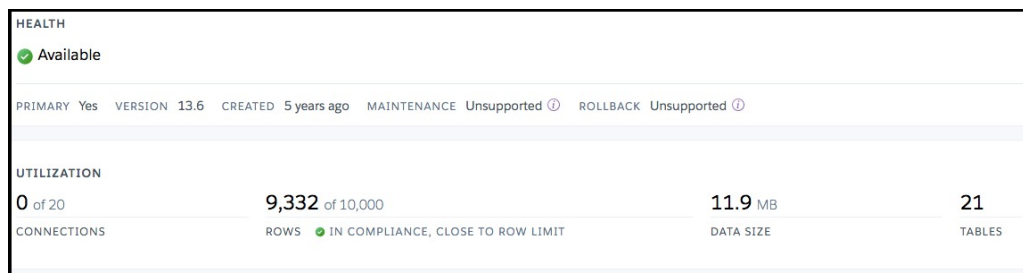 HEALTH
Available
PRIMARY Yes VERSION 13.6 CREATED 5 years ago MAINTENANCE Unsupported ROLLBACK Unsupported
UTILIZATION
0 of 20 9,332 of 10,000 11.9 MB 21
CONNECTIONS ROWS IN COMPLIANCE, CLOSE TO ROW LIMIT DATA SIZE TABLES